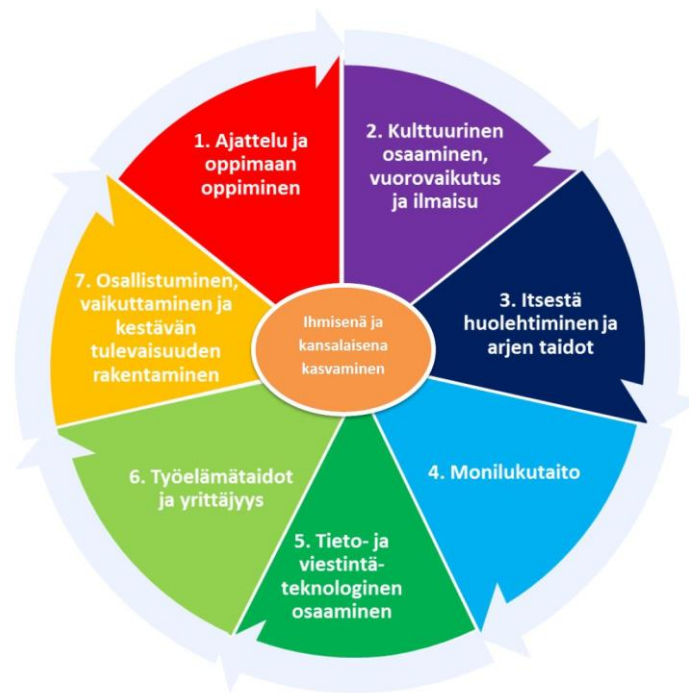 1. Ajattelu ja
oppimaan
oppiminen
2. Kulttuurinen
osaaminen,
vuorovaikutus
ja ilmaisu
3. Itsestä
huolehtiminen ja
arjen taidot
4. Monilukutaito
5. Tieto- ja
viestintä-
teknologinen
osaaminen
6. Työelämätaidot
ja yrittäjyys
7. Osallistuminen,
vaikuttaminen ja
kestävän
tulevaisuuden
rakentaminen
Ihmisenä ja
kansalaisena
kasvaminen